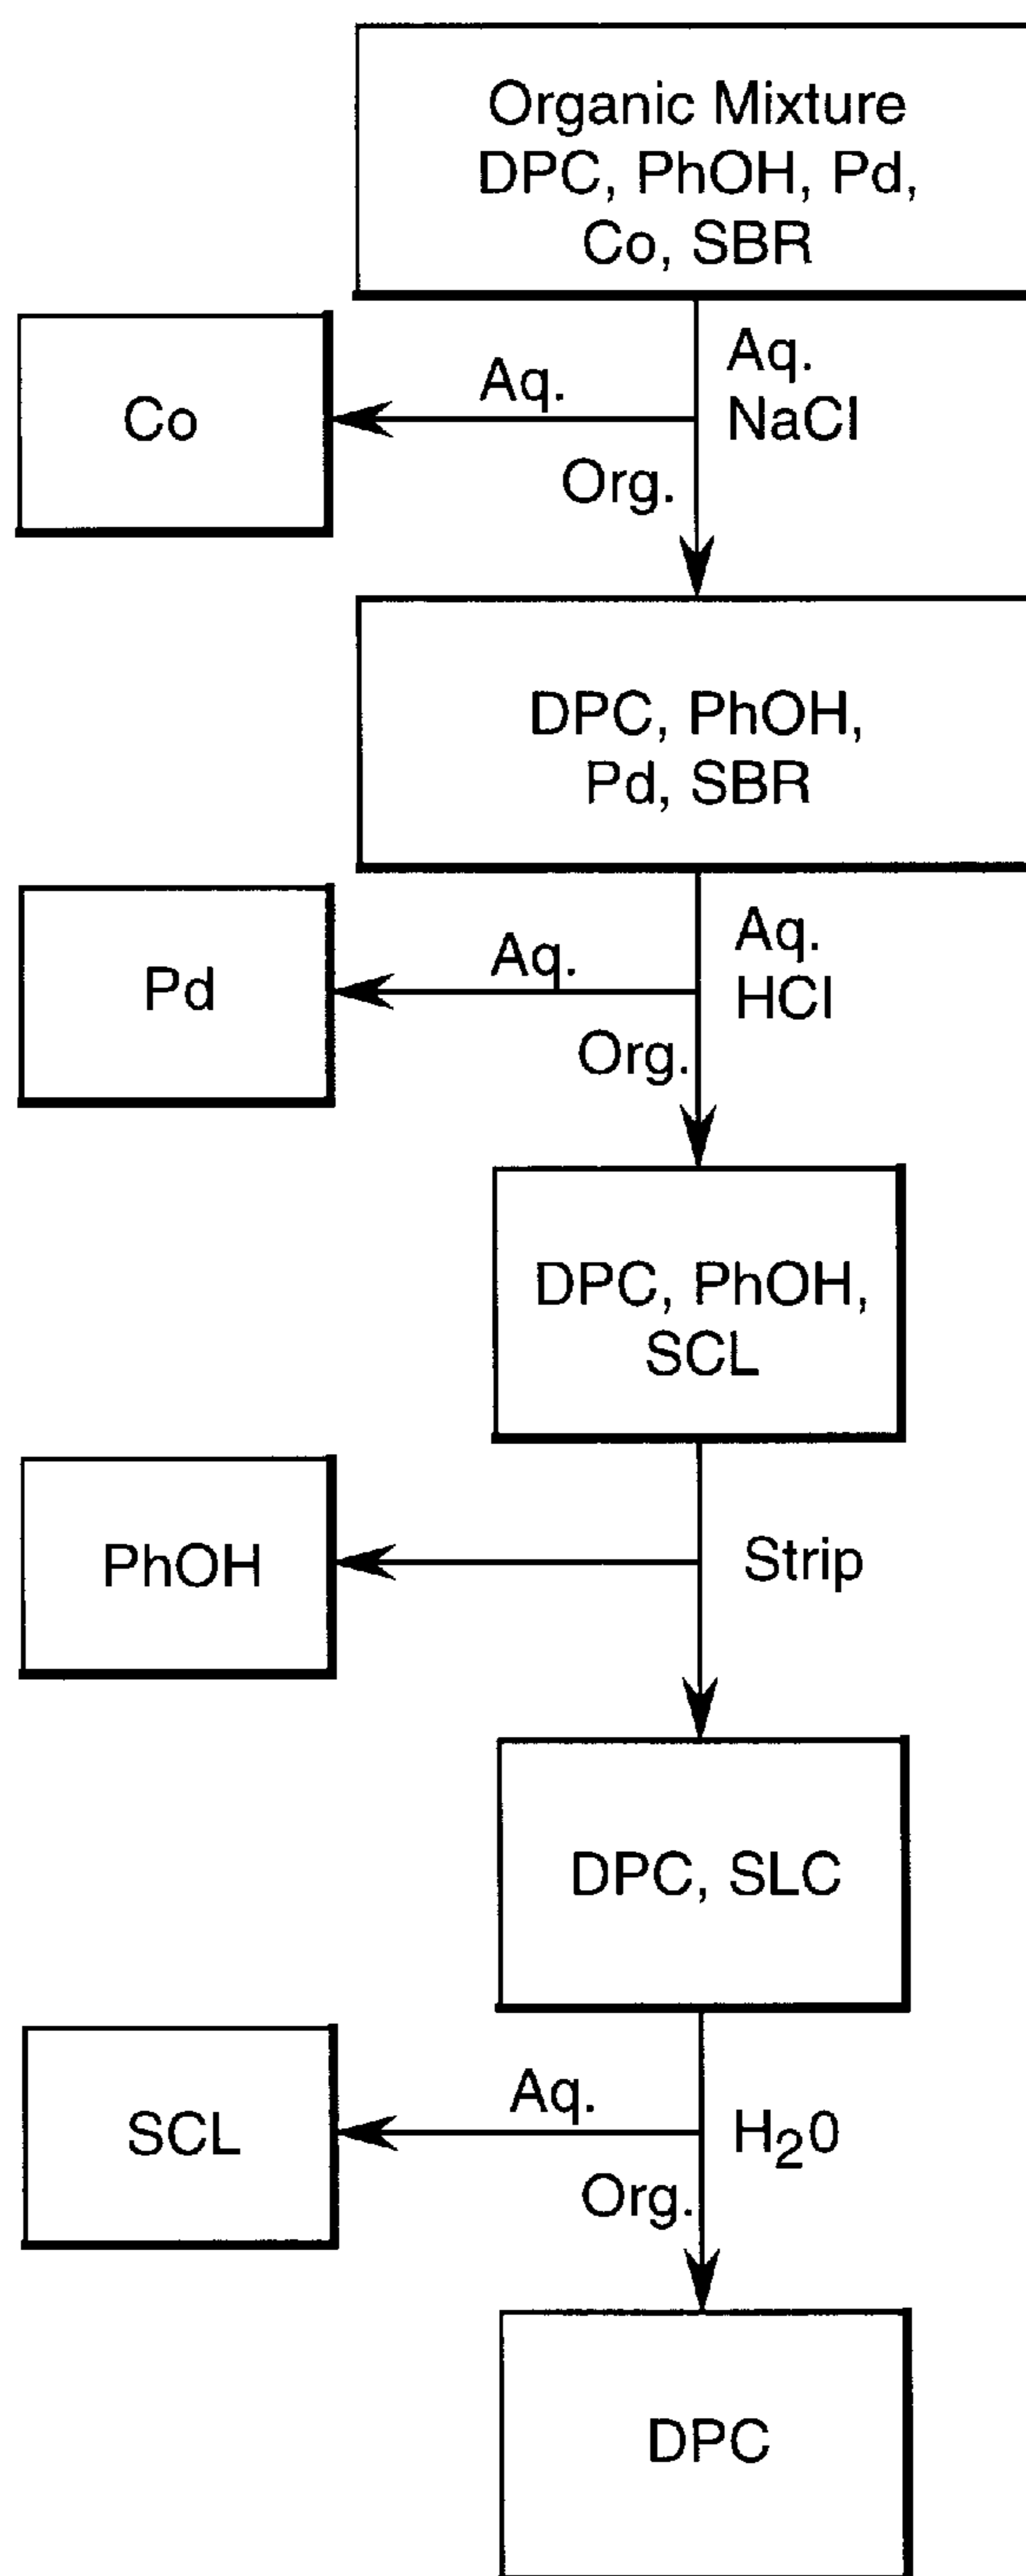 Organic Mixture
DPC, PhOH, Pd,
Co, SBR
Aq.
NaCl
Aq.
Co
Org.
DPC, PhOH,
Pd, SBR
Aq.
HCl
Aq.
Pd
Org.
DPC, PhOH,
SCL
PhOH
Strip
DPC, SLC
Aq.
SCL
H20
Org.
DPC